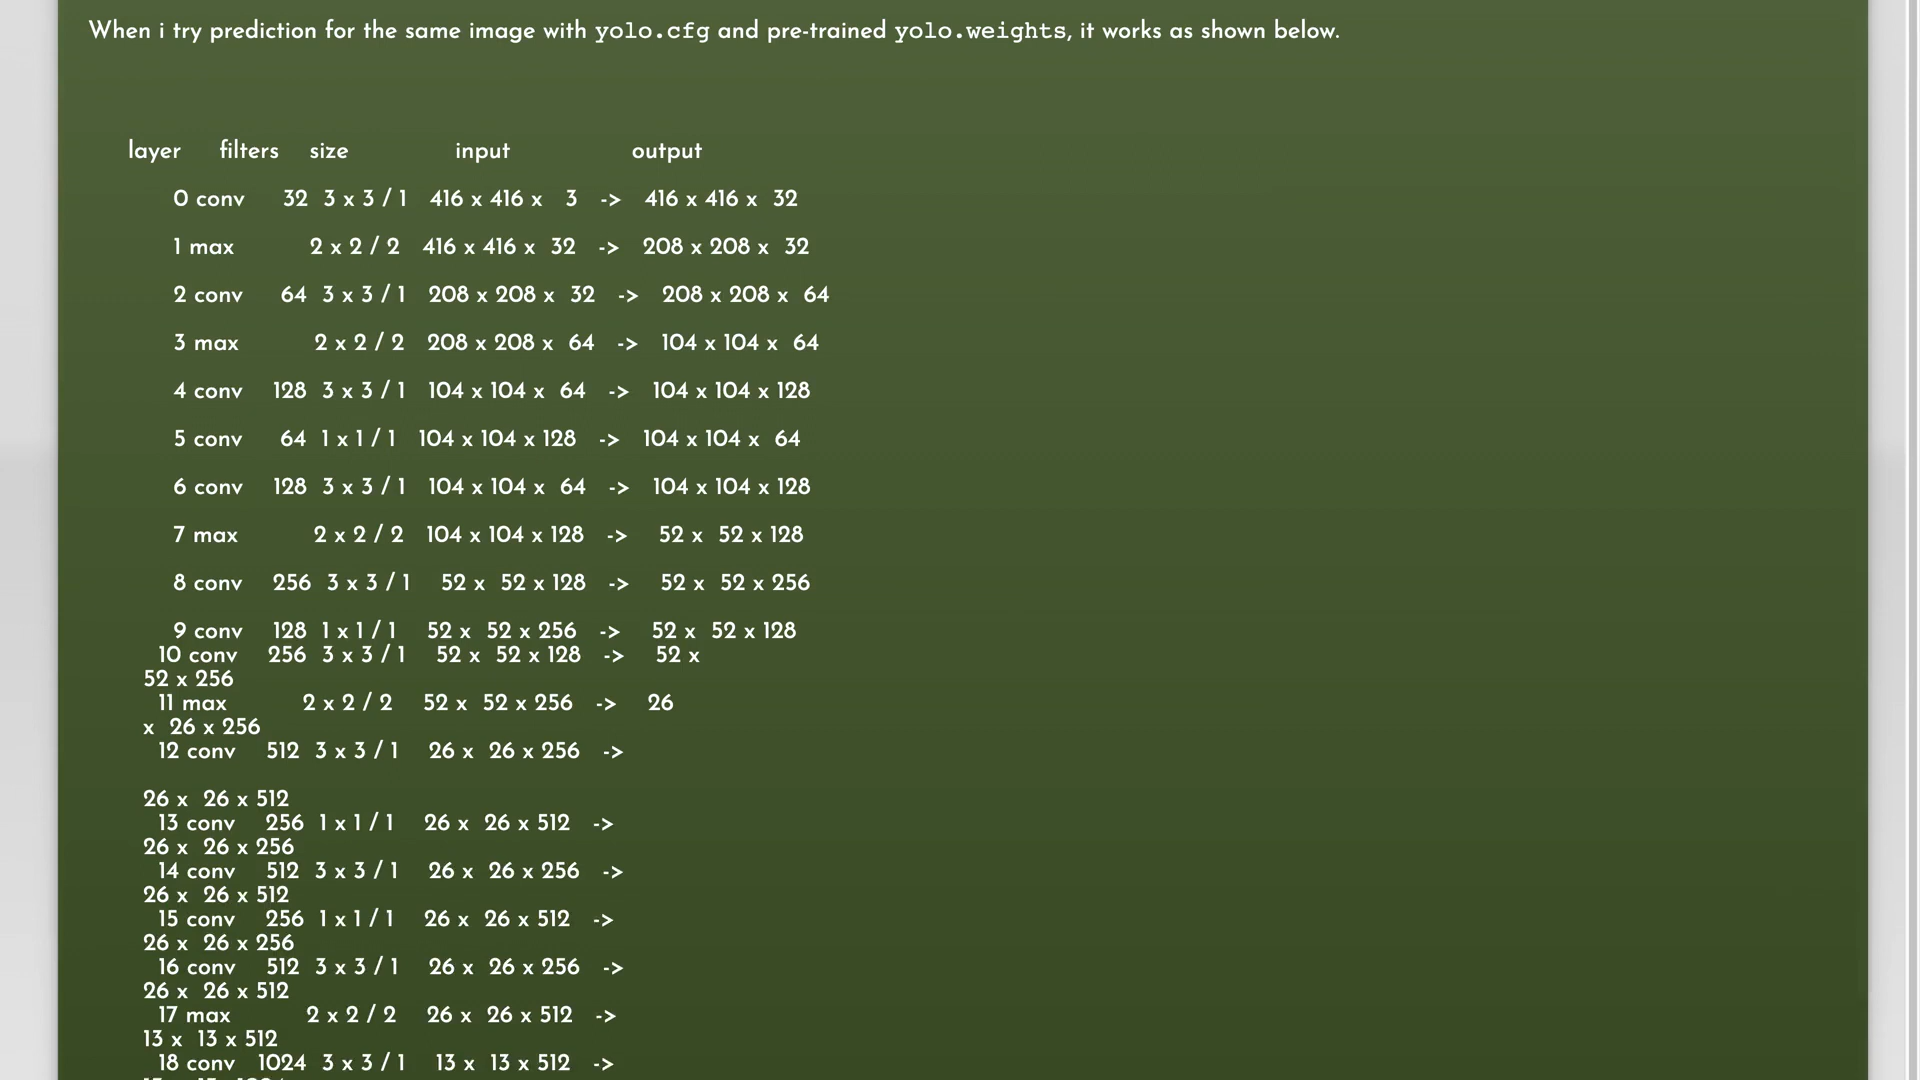 When i try prediction for the same image with yolo.cfg and pre-trained yolo.weights, it works as shown below.
layer filters size input output
0 conv 32 3 x 3 / 1 416 x 416 x 3 -> 416 x 416 x 32
1 max 2 x 2 / 2 416 x 416 x 32 -> 208 x 208 x 32
2 conv 64 3 x 3 / 1 208 x 208 x 32 -> 208 x 208 x 64
3 max 2 x 2 / 2 208 x 208 x 64 -> 104 x 104 x 64
4 conv 128 3 x 3 / 1 104 x 104 x 64 -> 104 x 104 x 128
5 conv 64 1 x 1 / 1 104 x 104 x 128 -> 104 x 104 x 64
6 conv 128 3 x 3 / 1 104 x 104 x 64 -> 104 x 104 x 128
7 max 2 x 2 / 2 104 x 104 x 128 -> 52 x 52 x 128
8 conv 256 3 x 3 / 1 52 x 52 x 128 -> 52 x 52 x 256
9 conv 128 1 x 1 / 1 52 x 52 x 256 -> 52 x 52 x 128
10 conv 256 3 x 3 / 1 52 x 52 x 128 -> 52 x
52 x 256
11 max 2 x 2 / 2 52 x 52 x 256 -> 26
x 26 x 256
12 conv 512 3 x 3 / 1 26 x 26 x 256 ->
26 x 26 x 512
13 conv 256 1 x 1 / 1 26 x 26 x 512 ->
26 x 26 x 256
14 conv 512 3 x 3 / 1 26 x 26 x 256 ->
26 x 26 x 512
15 conv 256 1 x 1 / 1 26 x 26 x 512 ->
26 x 26 x 256
16 conv 512 3 x 3 / 1 26 x 26 x 256 ->
26 x 26 x 512
17 max 2 x 2 / 2 26 x 26 x 512 ->
13 x 13 x 512
18 conv 1024 3 x 3 / 1 13 x 13 x 512 ->